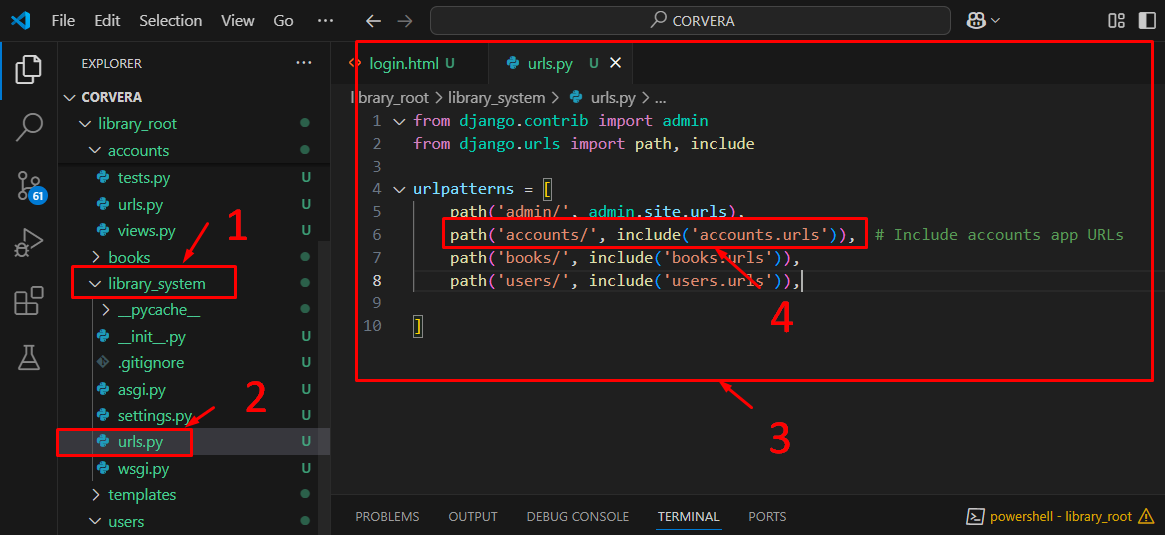 File Edit Selection View Go ··· CORVERA
EXPLORER ···
CORVERA
library_root
accounts
tests.py U
urls.py U
views.py U
books
library_system
__pycache__
__init__.py U
.gitignore U
asgi.py U
settings.py U
urls.py U
wsgi.py U
templates
users
61
1
2
login.html U urls.py U
library_root > library_system > urls.py > ...
1 from django.contrib import admin
2 from django.urls import path, include
3
4 urlpatterns = [
5 path('admin/', admin.site.urls),
6 path('accounts/', include('accounts.urls')), # Include accounts app URLs
7 path('books/', include('books.urls')),
8 path('users/', include('users.urls')),
9
10 ]
4
3
PROBLEMS OUTPUT DEBUG CONSOLE TERMINAL PORTS powershell - library_root